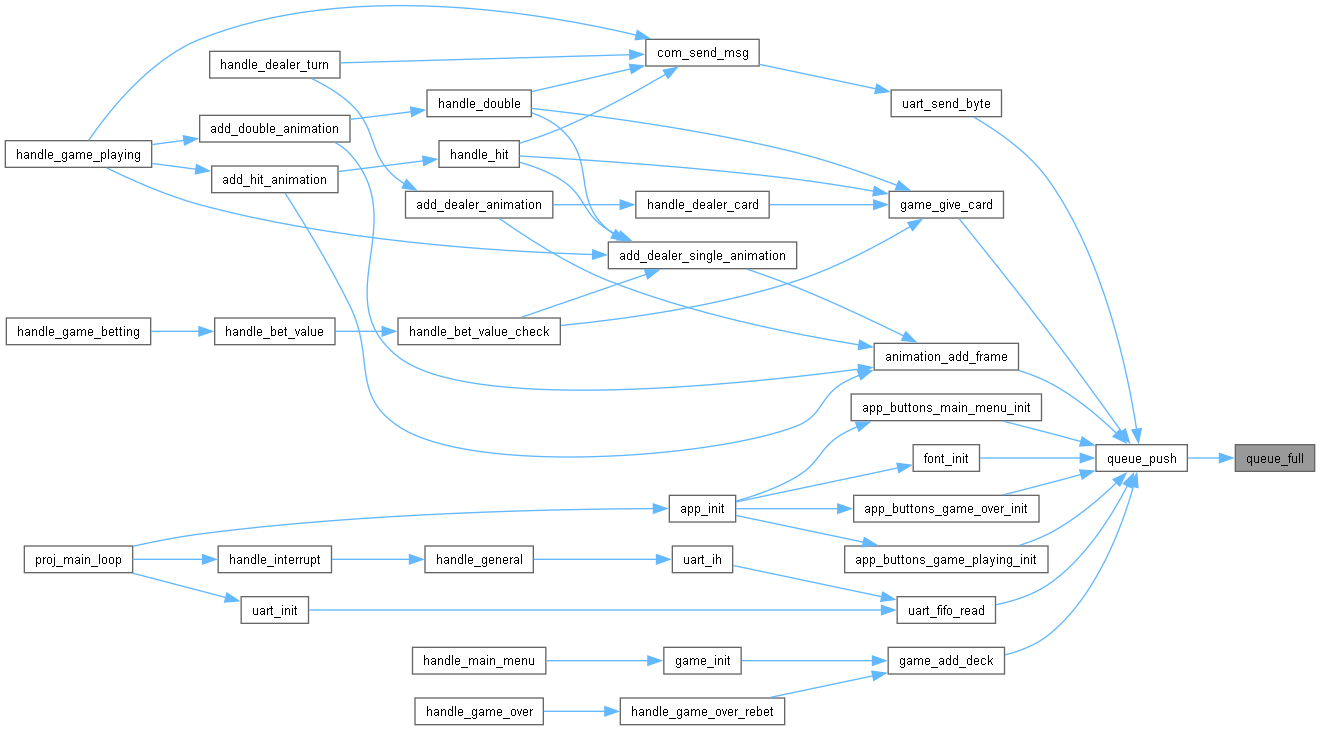 com_send_msg
handle_dealer_turn
handle_double
uart_send_byte
add_double_animation
handle_game_playing
handle_hit
add_hit_animation
add_dealer_animation
handle_dealer_card
game_give_card
add_dealer_single_animation
handle_game_betting
handle_bet_value
handle_bet_value_check
animation_add_frame
app_buttons_main_menu_init
font_init
queue_push
queue_full
app_init
app_buttons_game_over_init
proj_main_loop
handle_interrupt
handle_general
uart_ih
app_buttons_game_playing_init
uart_init
uart_fifo_read
handle_main_menu
game_init
game_add_deck
handle_game_over
handle_game_over_rebet